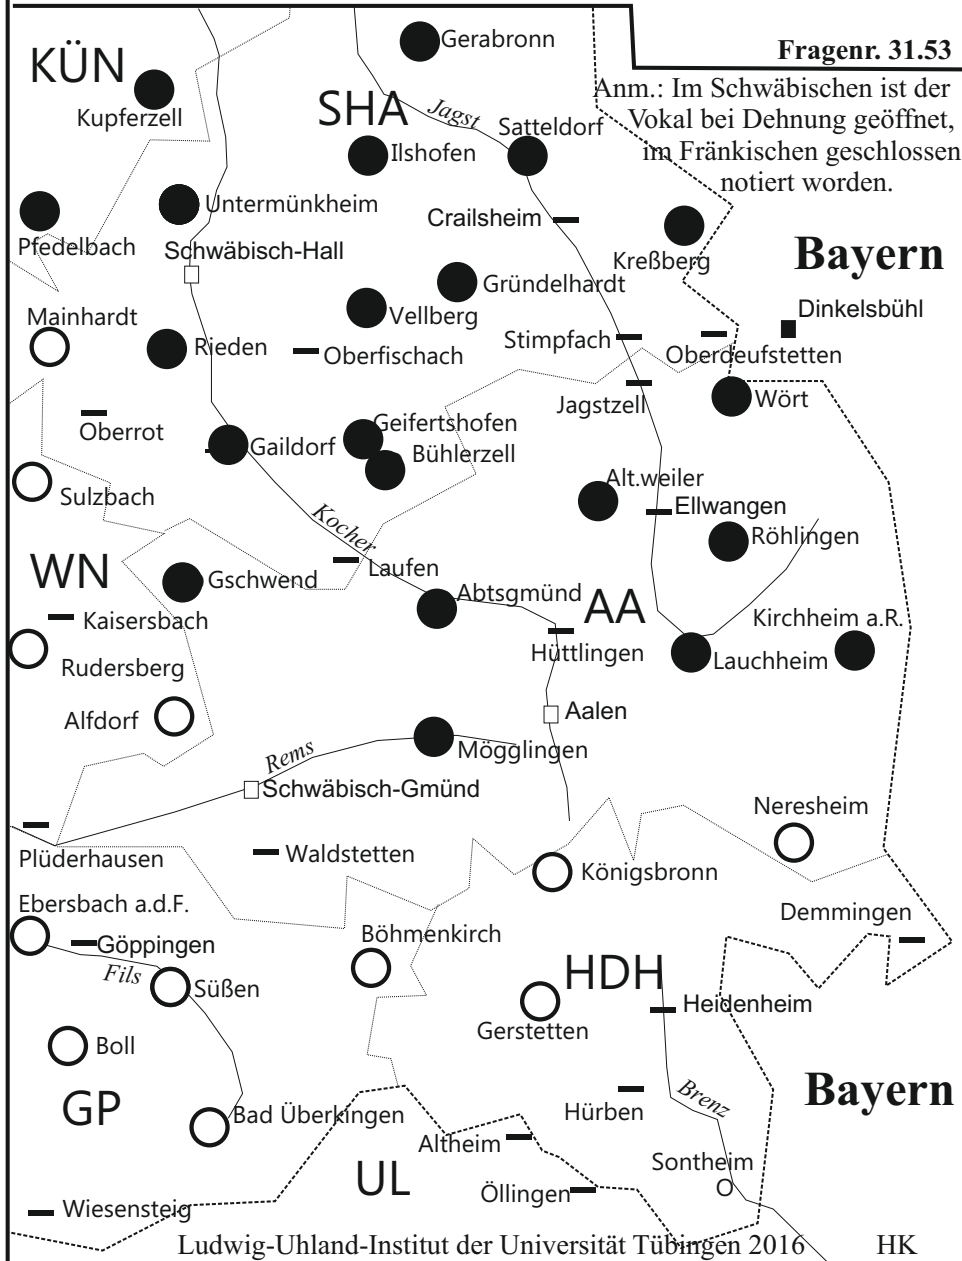 Gerabronn
KÜN
Fragenr. 31.53
Anm.: Im Schwäbischen ist der
Vokal bei Dehnung geöffnet,
im Fränkischen geschlossen
notiert worden.
Kupferzell
SHA
Jagst
Satteldorf
Ilshofen
Untermünkheim
Crailsheim
Pfedelbach
Schwäbisch-Hall
Kreßberg
Bayern
Gründelhardt
Mainhardt
Vellberg
Dinkelsbühl
Rieden
Oberfischach
Stimpfach
Oberdeufstetten
Jagstzell
Wört
Oberrot
Geifertshofen
Gaildorf
Bühlerzell
Sulzbach
Alt.weiler
Ellwangen
Kocher
Röhlingen
WN
Gschwend
Laufen
Abtsgmünd
AA
Kaisersbach
Kirchheim a.R.
Rudersberg
Hüttlingen
Lauchheim
Alfdorf
Aalen
Rems
Mögglingen
Schwäbisch-Gmünd
Neresheim
Plüderhausen
Waldstetten
Königsbronn
Ebersbach a.d.F.
Demmingen
Göppingen
Böhmenkirch
Fils
HDH
Süßen
Heidenheim
Gerstetten
Boll
GP
Bayern
Brenz
Hürben
Bad Überkingen
Altheim
Sontheim
UL
Öllingen
Wiesensteig
Ludwig-Uhland-Institut der Universität Tübingen 2016 HK